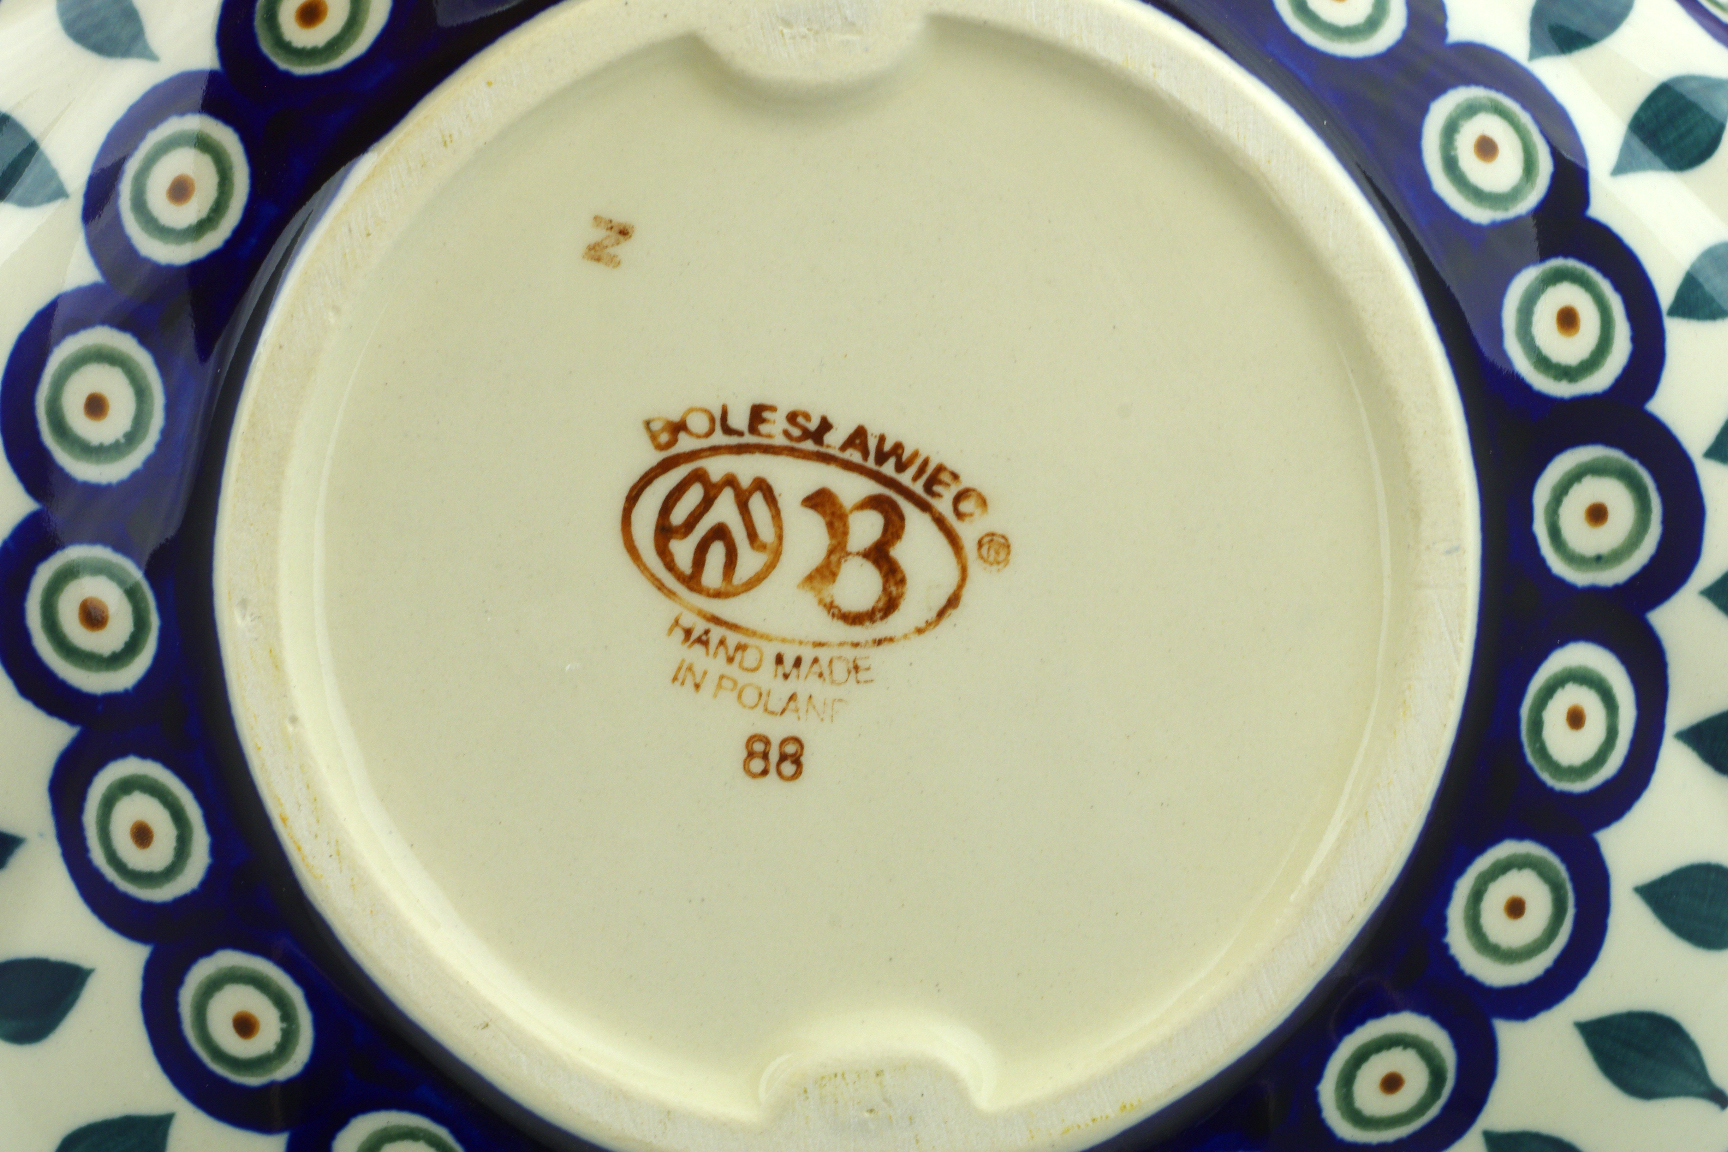 Z
BOLESŁAWIEC ®
B
HAND MADE
IN POLAND
88